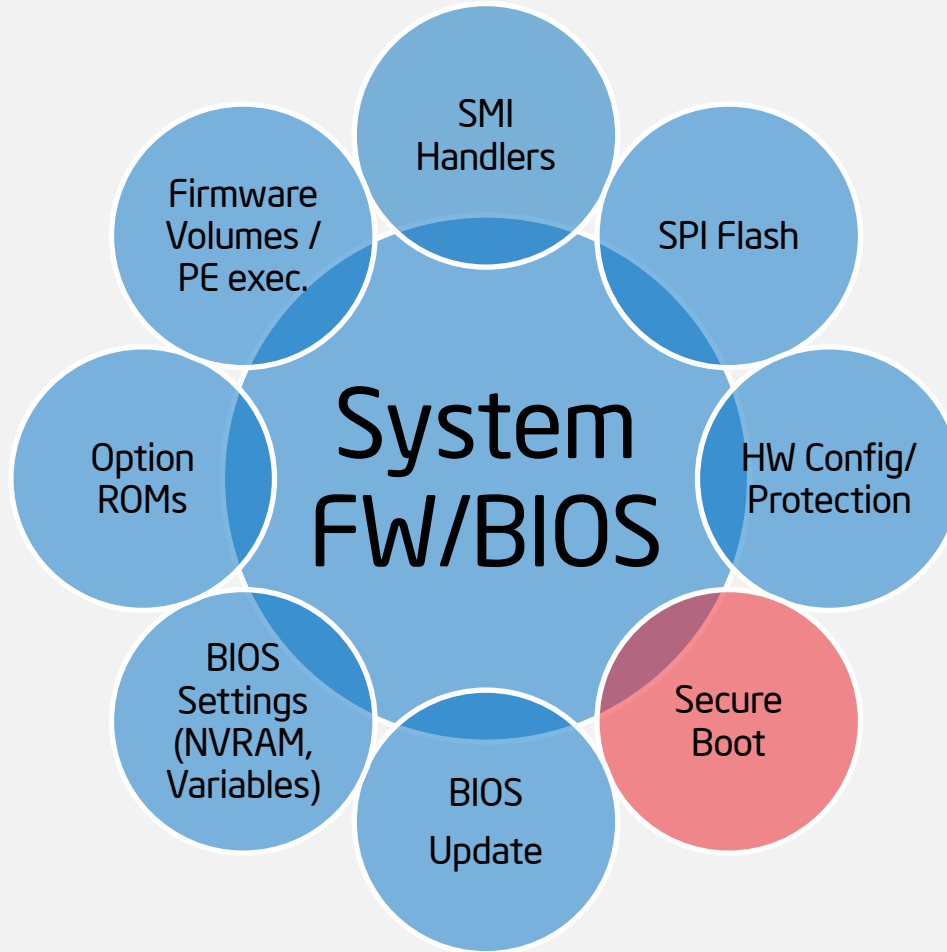 SMI
Handlers
Firmware
Volumes /
PE exec.
SPI Flash
System
FW/BIOS
Option
ROMs
HW Config/
Protection
BIOS
Settings
(NVRAM,
Variables)
Secure
Boot
BIOS
Update